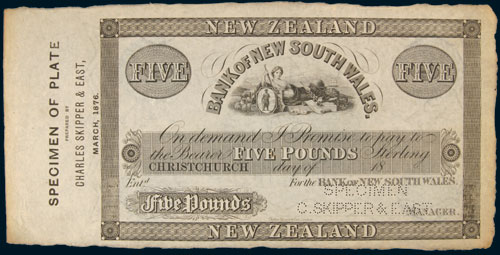 SPECIMEN OF PLATE
PREPARED BY
CHARLES SKIPPER & EAST,
MARCH, 1876.
NEW ZEALAND
FIVE
BANK OF NEW SOUTH WALES.
FIVE
On demand I Promise to pay to
the Bearer FIVE POUNDS Sterling
CHRISTCHURCH day of 18
Entd. For the BANK OF NEW SOUTH WALES.
SPECIMEN
Five Pounds
C. SKIPPER & EAST
MANAGER.
NEW ZEALAND